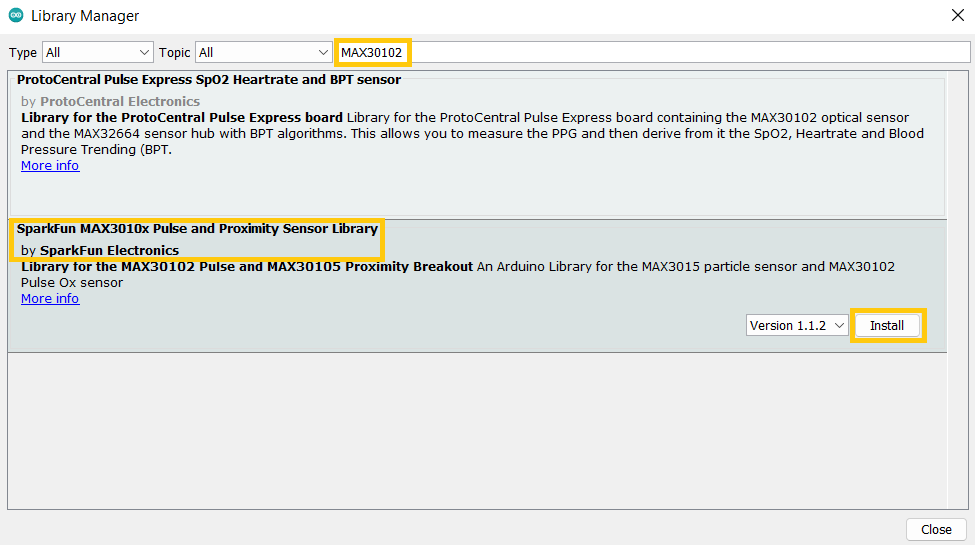 Library Manager
Type All Topic All MAX30102
ProtoCentral Pulse Express SpO2 Heartrate and BPT sensor
by ProtoCentral Electronics
Library for the ProtoCentral Pulse Express board Library for the ProtoCentral Pulse Express board containing the MAX30102 optical sensor
and the MAX32664 sensor hub with BPT algorithms. This allows you to measure the PPG and then derive from it the SpO2, Heartrate and Blood
Pressure Trending (BPT.
More info
SparkFun MAX3010x Pulse and Proximity Sensor Library
by SparkFun Electronics
Library for the MAX30102 Pulse and MAX30105 Proximity Breakout An Arduino Library for the MAX3015 particle sensor and MAX30102
Pulse Ox sensor
More info
Version 1.1.2 Install
Close